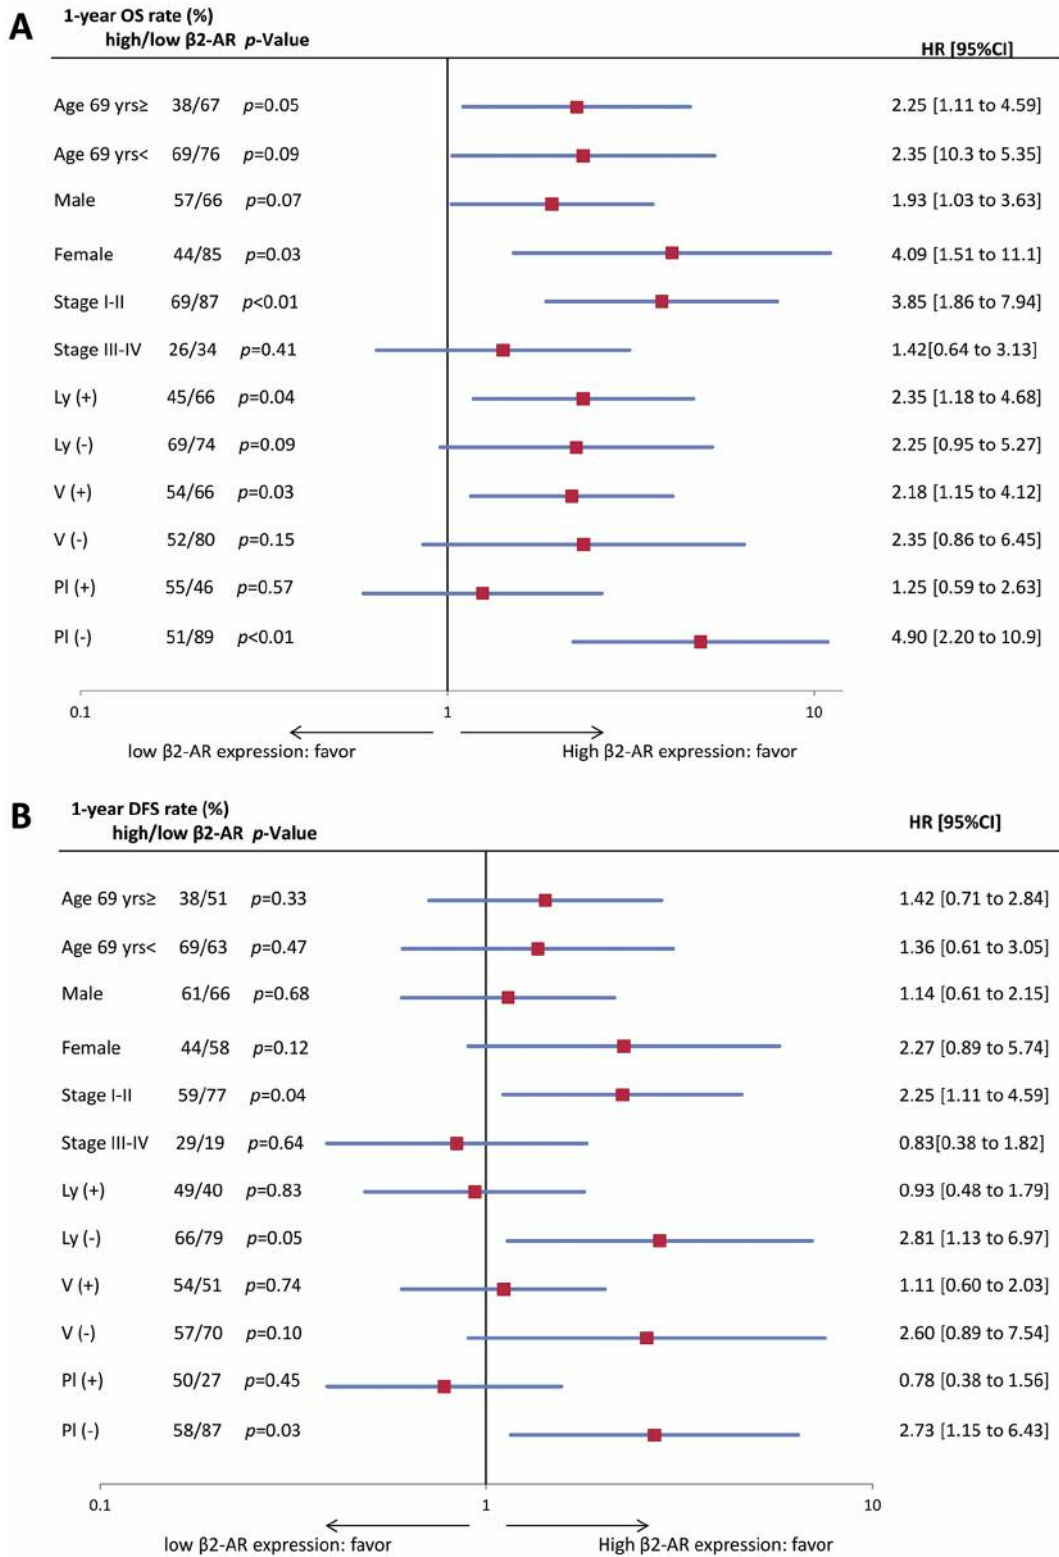 A
1-year OS rate (%)
high/low β2-AR p-Value HR [95%CI]
Age 69 yrs≥ 38/67 p=0.05 2.25 [1.11 to 4.59]
Age 69 yrs< 69/76 p=0.09 2.35 [10.3 to 5.35]
Male 57/66 p=0.07 1.93 [1.03 to 3.63]
Female 44/85 p=0.03 4.09 [1.51 to 11.1]
Stage I-II 69/87 p<0.01 3.85 [1.86 to 7.94]
Stage III-IV 26/34 p=0.41 1.42[0.64 to 3.13]
Ly (+) 45/66 p=0.04 2.35 [1.18 to 4.68]
Ly (-) 69/74 p=0.09 2.25 [0.95 to 5.27]
V (+) 54/66 p=0.03 2.18 [1.15 to 4.12]
V (-) 52/80 p=0.15 2.35 [0.86 to 6.45]
Pl (+) 55/46 p=0.57 1.25 [0.59 to 2.63]
Pl (-) 51/89 p<0.01 4.90 [2.20 to 10.9]
0.1 1 10
low β2-AR expression: favor High β2-AR expression: favor
B
1-year DFS rate (%)
high/low β2-AR p-Value HR [95%CI]
Age 69 yrs≥ 38/51 p=0.33 1.42 [0.71 to 2.84]
Age 69 yrs< 69/63 p=0.47 1.36 [0.61 to 3.05]
Male 61/66 p=0.68 1.14 [0.61 to 2.15]
Female 44/58 p=0.12 2.27 [0.89 to 5.74]
Stage I-II 59/77 p=0.04 2.25 [1.11 to 4.59]
Stage III-IV 29/19 p=0.64 0.83[0.38 to 1.82]
Ly (+) 49/40 p=0.83 0.93 [0.48 to 1.79]
Ly (-) 66/79 p=0.05 2.81 [1.13 to 6.97]
V (+) 54/51 p=0.74 1.11 [0.60 to 2.03]
V (-) 57/70 p=0.10 2.60 [0.89 to 7.54]
Pl (+) 50/27 p=0.45 0.78 [0.38 to 1.56]
Pl (-) 58/87 p=0.03 2.73 [1.15 to 6.43]
0.1 1 10
low β2-AR expression: favor High β2-AR expression: favor